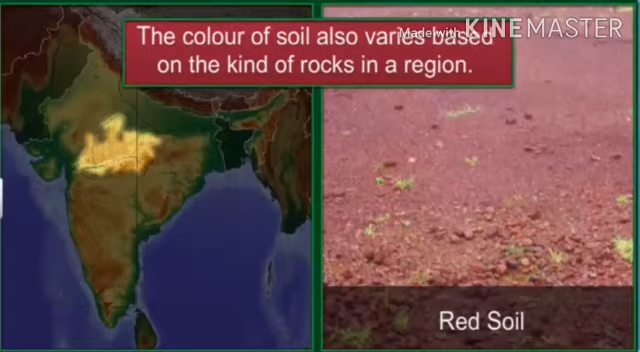 The colour of soil also varies based
on the kind of rocks in a region.
Made with KINEMASTER
Red Soil